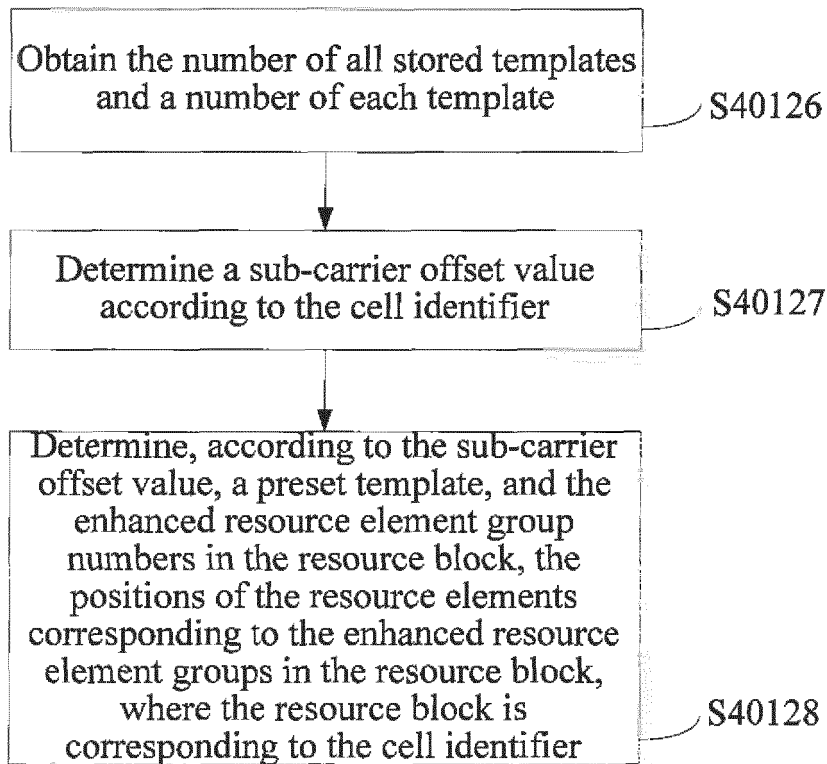 Obtain the number of all stored templates
and a number of each template
S40126
Determine a sub-carrier offset value
according to the cell identifier
S40127
Determine, according to the sub-carrier
offset value, a preset template, and the
enhanced resource element group
numbers in the resource block, the
positions of the resource elements
corresponding to the enhanced resource
element groups in the resource block,
where the resource block is
corresponding to the cell identifier
S40128